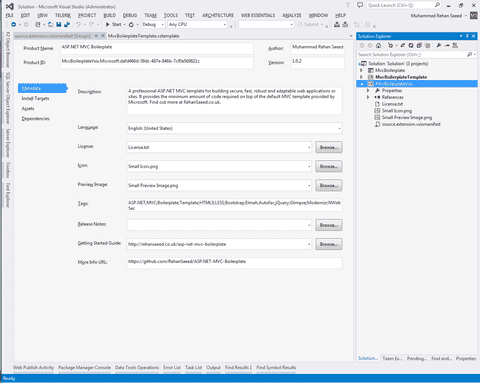 Solution - Microsoft Visual Studio (Administrator)
Quick Launch (Ctrl+Q)
FILE EDIT VIEW TELERIK PROJECT BUILD DEBUG TEAM TOOLS TEST ARCHITECTURE WEB ESSENTIALS ANALYZE WINDOW HELP
Muhammad Rehan Saeed
Start Debug Any CPU
source.extension.vsixmanifest [Design] MvcBoilerplateTemplate.vstemplate
Product Name: ASP.NET MVC Boilerplate
Author: Muhammad Rehan Saeed
Product ID:
Version: 1.0.2
Metadata
Install Targets
Assets
Dependencies
Description:
A professional ASP.NET MVC template for building secure, fast, robust and adaptable web applications or sites. It provides the minimum amount of code required on top of the default MVC template provided by Microsoft. Find out more at RehanSaeed.co.uk.
Language: English (United States)
License: License.txt Browse...
Icon: Small Icon.png Browse...
Preview Image: Small Preview Image.png Browse...
Tags:
ASP.NET;MVC;Boilerplate;Template;HTML5;LESS;Bootstrap;Elmah;Autofac;jQuery;Glimpse;Modernizr;NWebSec
Release Notes: Browse...
Getting Started Guide: http://rehansaeed.co.uk/asp-net-mvc-boilerplate Browse...
More Info URL: https://github.com/RehanSaeed/ASP.NET-MVC-Boilerplate
Solution Explorer
Search Solution Explorer (Ctrl+;)
Solution 'Solution' (3 projects)
MvcBoilerplate
MvcBoilerplateTemplate
MvcBoilerplateVsix
Properties
References
License.txt
Small Icon.png
Small Preview Image.png
source.extension.vsixmanifest
Solution... Team Ex... Pending... Find and... Properties
SQL Server Object Explorer
Server Explorer
Toolbox
Test Explorer
Web Publish Activity Package Manager Console Data Tools Operations Error List Task List Output Find Results 1 Find Symbol Results
Ready